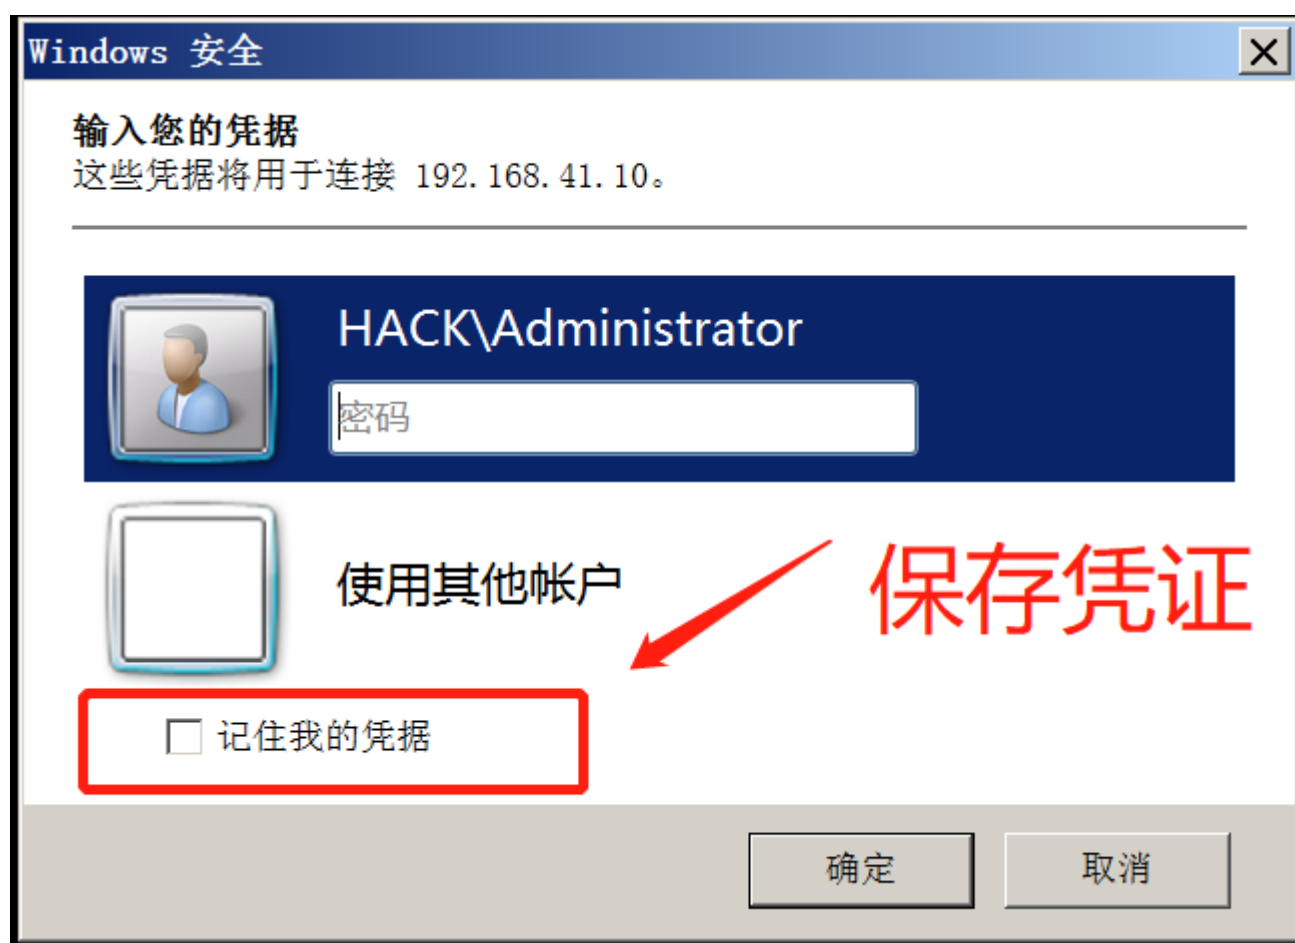 Windows 安全
输入您的凭据
这些凭据将用于连接 192.168.41.10。
HACK\Administrator
密码
使用其他帐户
保存凭证
记住我的凭据
确定
取消